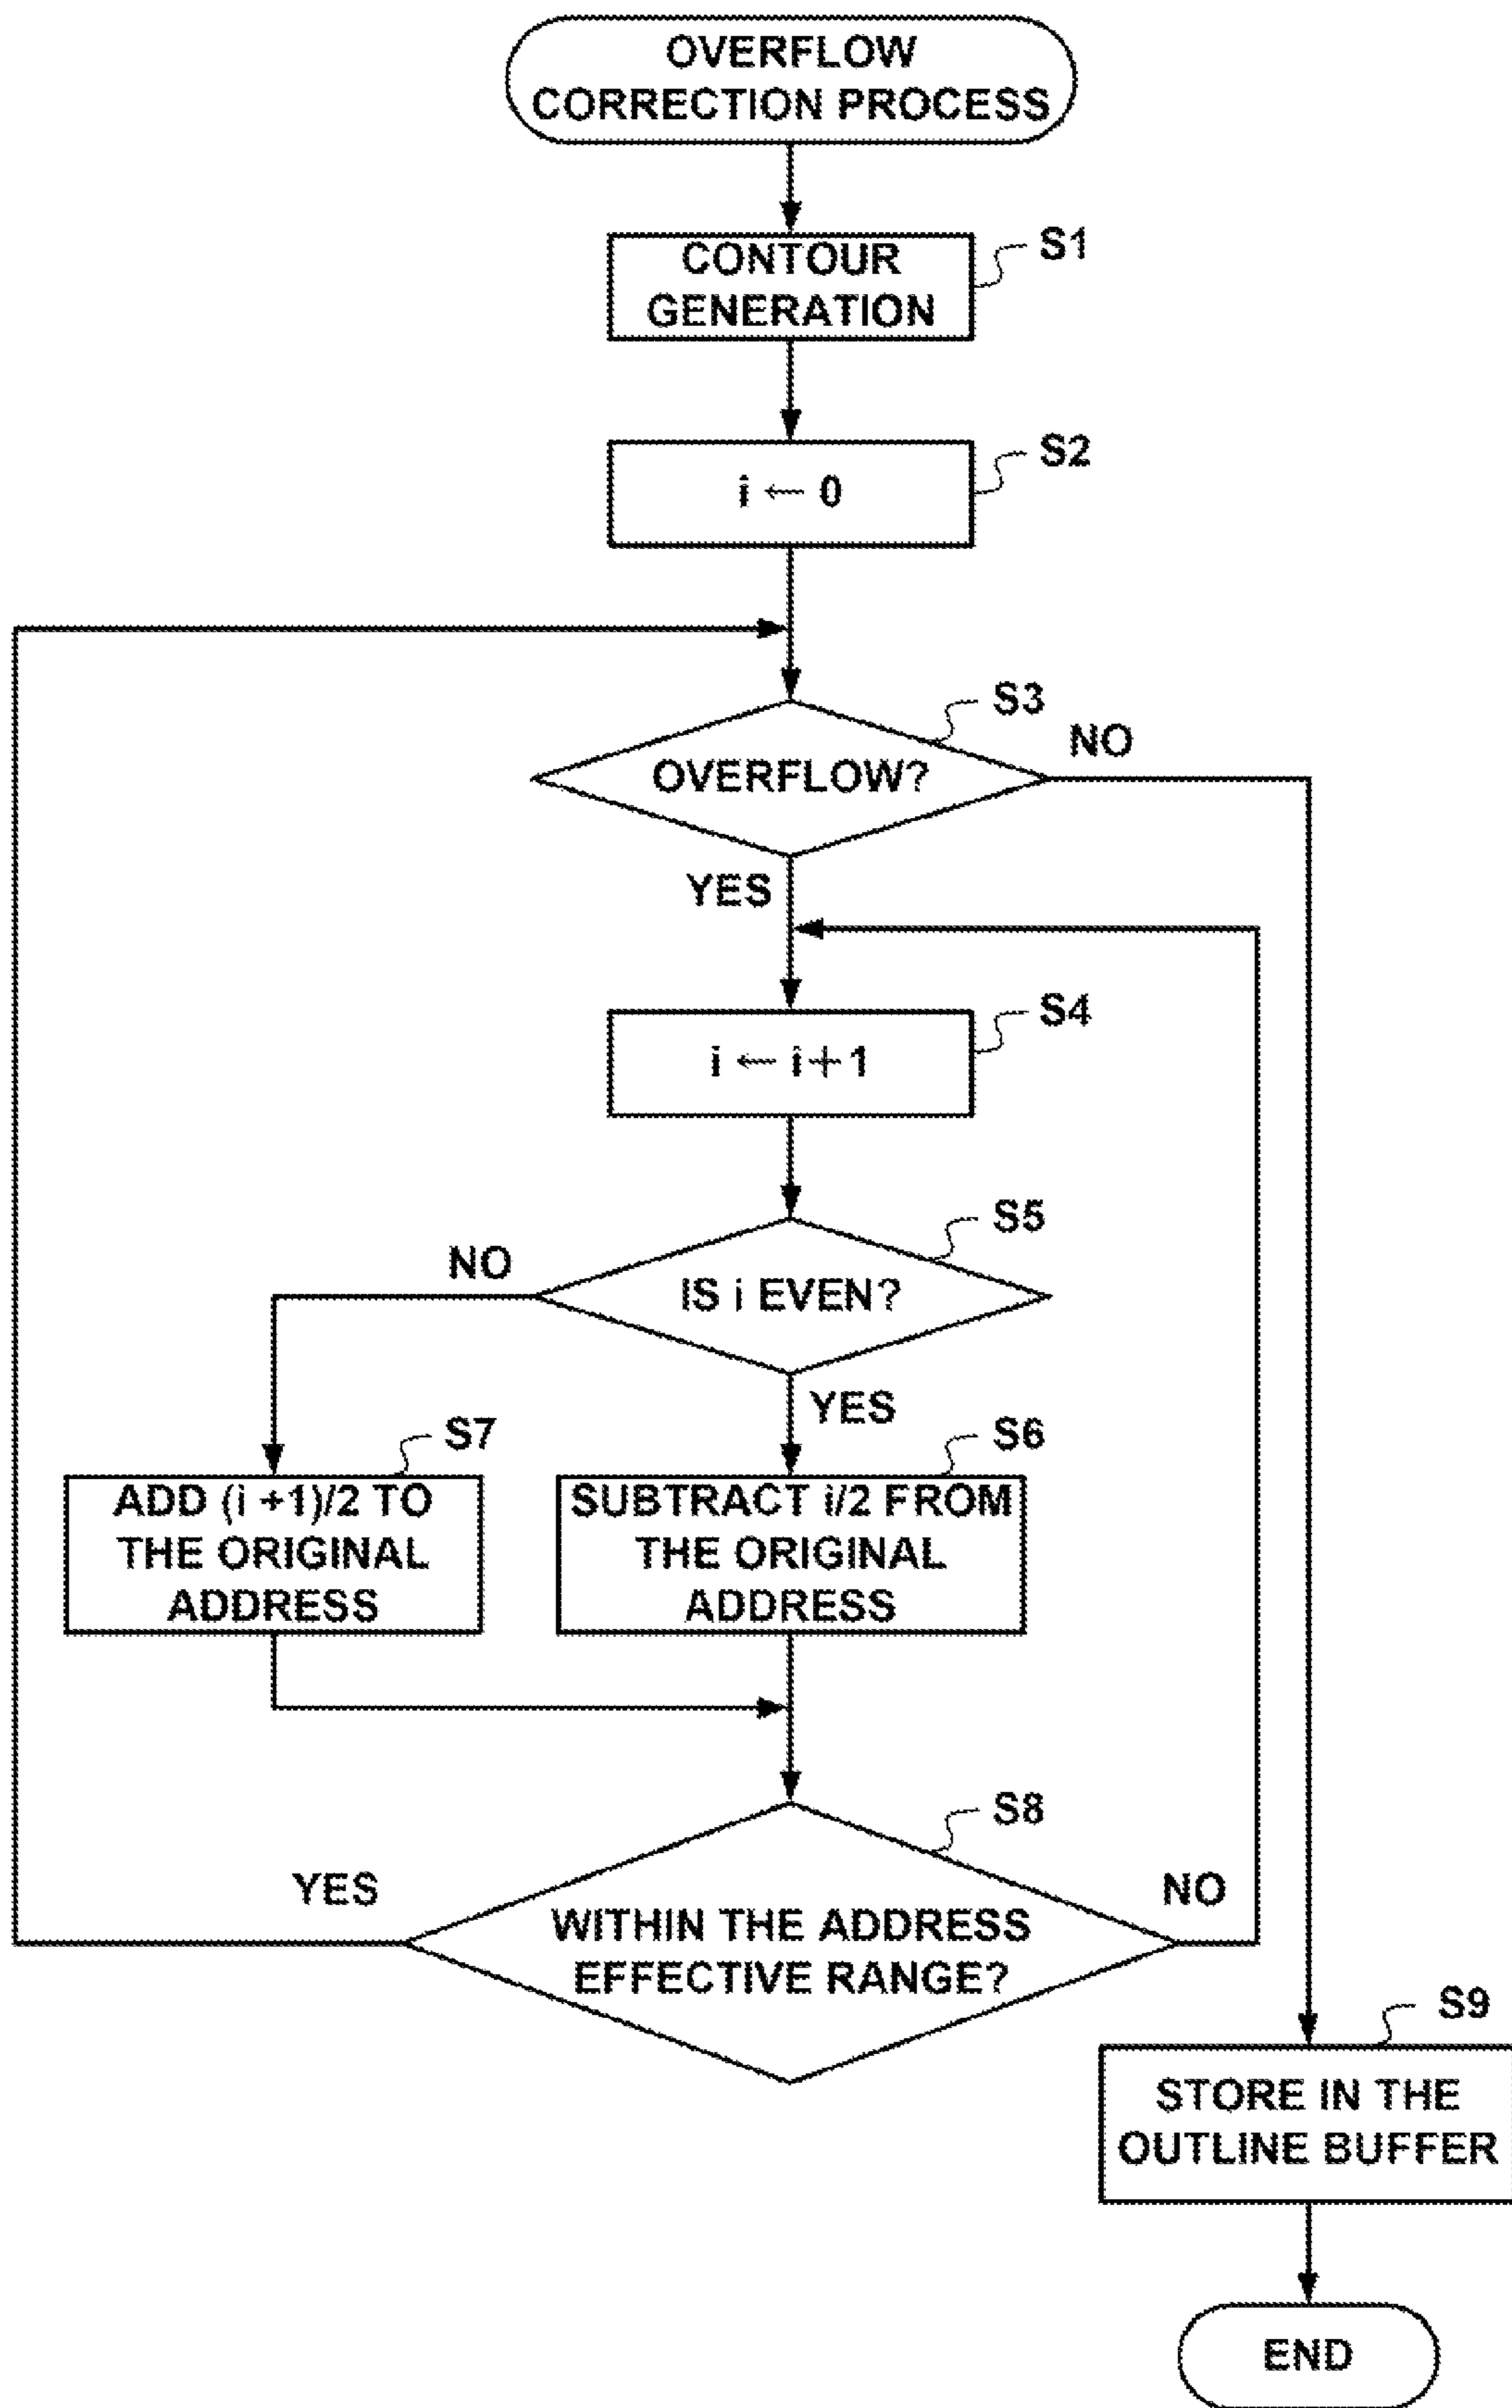 OVERFLOW
CORRECTION PROCESS
S1
CONTOUR
GENERATION
S2
i ← 0
S3
NO
OVERFLOW?
YES
S4
i ← i+1
S5
NO
IS i EVEN?
YES
S7
S6
ADD (i +1)/2 TO
THE ORIGINAL
ADDRESS
SUBTRACT i/2 FROM
THE ORIGINAL
ADDRESS
S8
YES
NO
WITHIN THE ADDRESS
EFFECTIVE RANGE?
S9
STORE IN THE
OUTLINE BUFFER
END